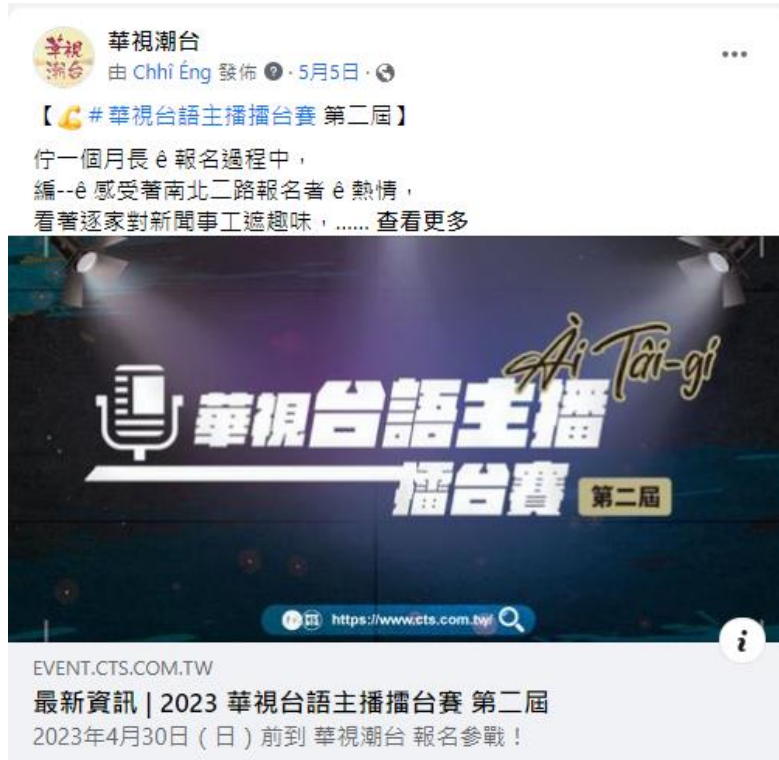 華視潮台
華視潮台
由 Chhî Éng 發佈 · 5月5日 ·
【💪#華視台語主播擂台賽 第二屆】
佇一個月長 ê 報名過程中，
編--ê 感受著南北二路報名者 ê 熱情，
看著逐家對新聞事工遮趣味，…… 查看更多
Ài Tâi-gí
華視台語主播
擂台賽 第二屆
https://www.cts.com.tw/
i
EVENT.CTS.COM.TW
最新資訊 | 2023 華視台語主播擂台賽 第二屆
2023年4月30日（日）前到 華視潮台 報名參戰！